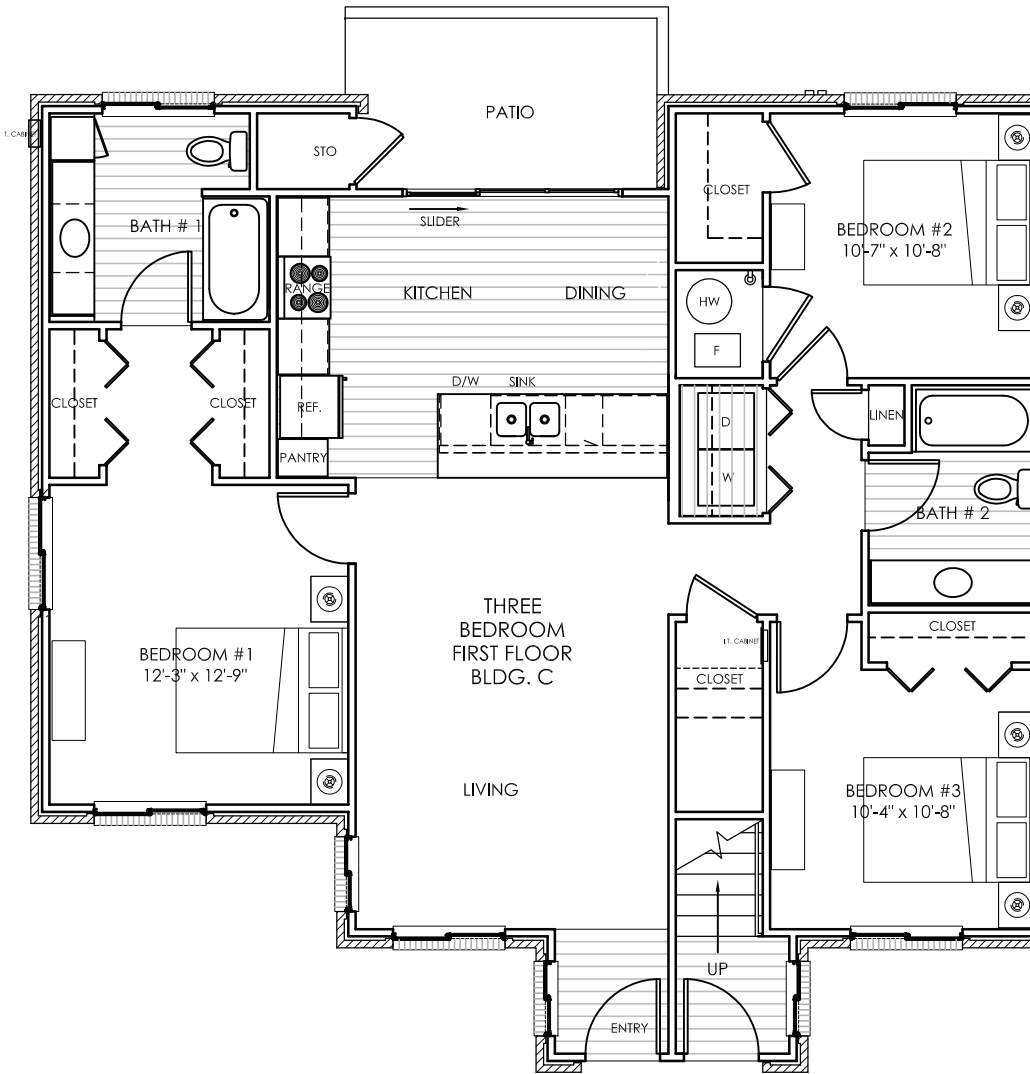 PATIO
T. CABINET
STO
CLOSET
BATH # 1
SLIDER
BEDROOM #2
10'-7" x 10'-8"
RANGE
KITCHEN
DINING
HW
F
D/W
SINK
CLOSET
CLOSET
REF.
LINEN
D
PANTRY
W
BATH # 2
THREE
BEDROOM
FIRST FLOOR
BLDG. C
CLOSET
I.T. CABINET
BEDROOM #1
12'-3" x 12'-9"
CLOSET
LIVING
BEDROOM #3
10'-4" x 10'-8"
UP
ENTRY